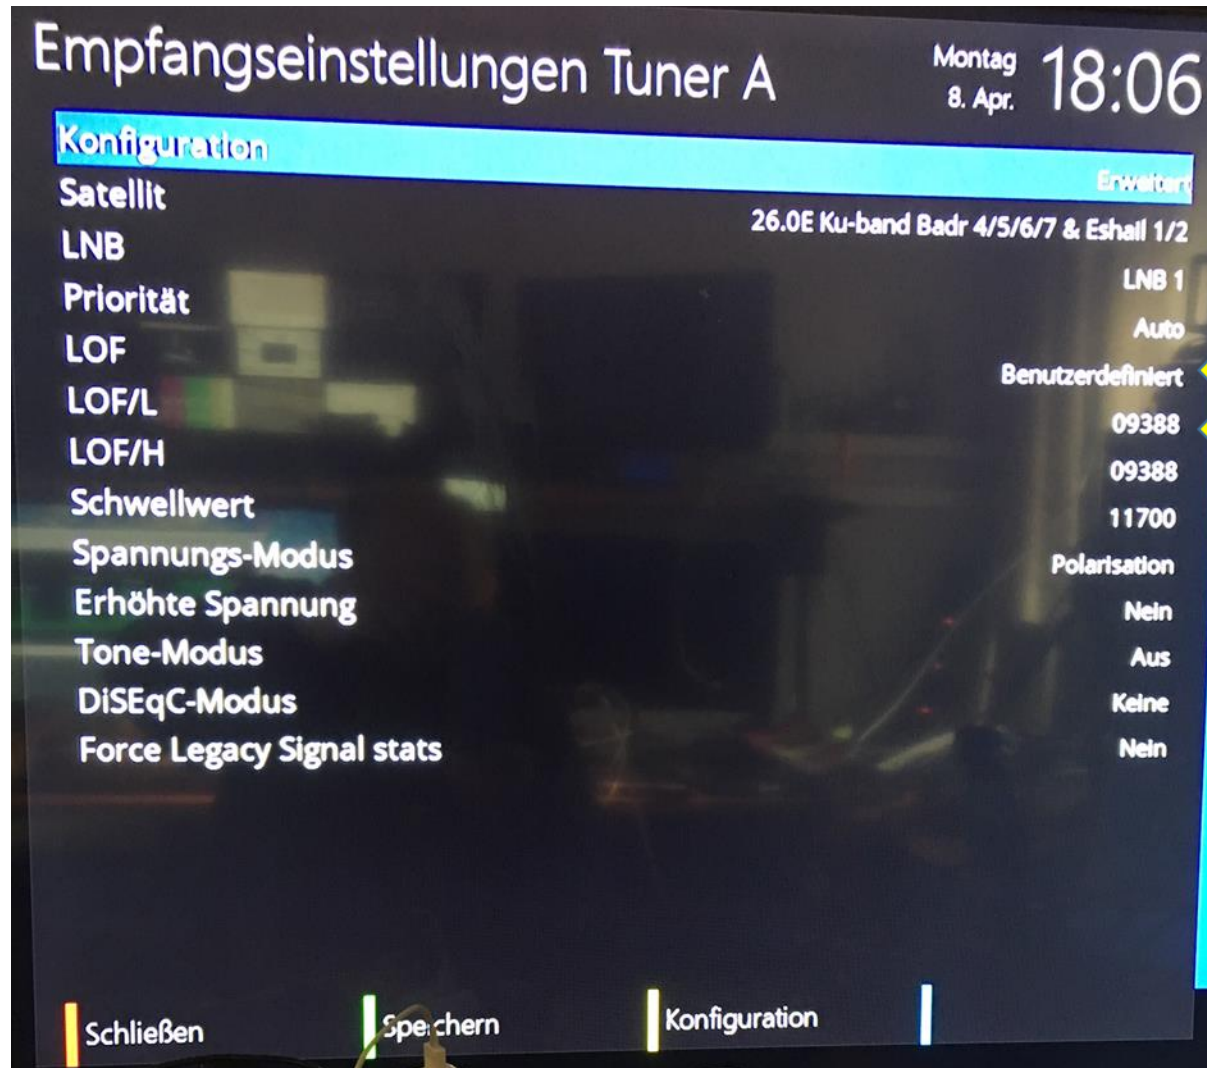 Empfangseinstellungen Tuner A
Montag
8. Apr.
18:06
Konfiguration Erweitert
Satellit 26.0E Ku-band Badr 4/5/6/7 & Eshail 1/2
LNB LNB 1
Priorität Auto
LOF Benutzerdefiniert
LOF/L 09388
LOF/H 09388
Schwellwert 11700
Spannungs-Modus Polarisation
Erhöhte Spannung Nein
Tone-Modus Aus
DiSEqC-Modus Keine
Force Legacy Signal stats Nein
Schließen Speichern Konfiguration